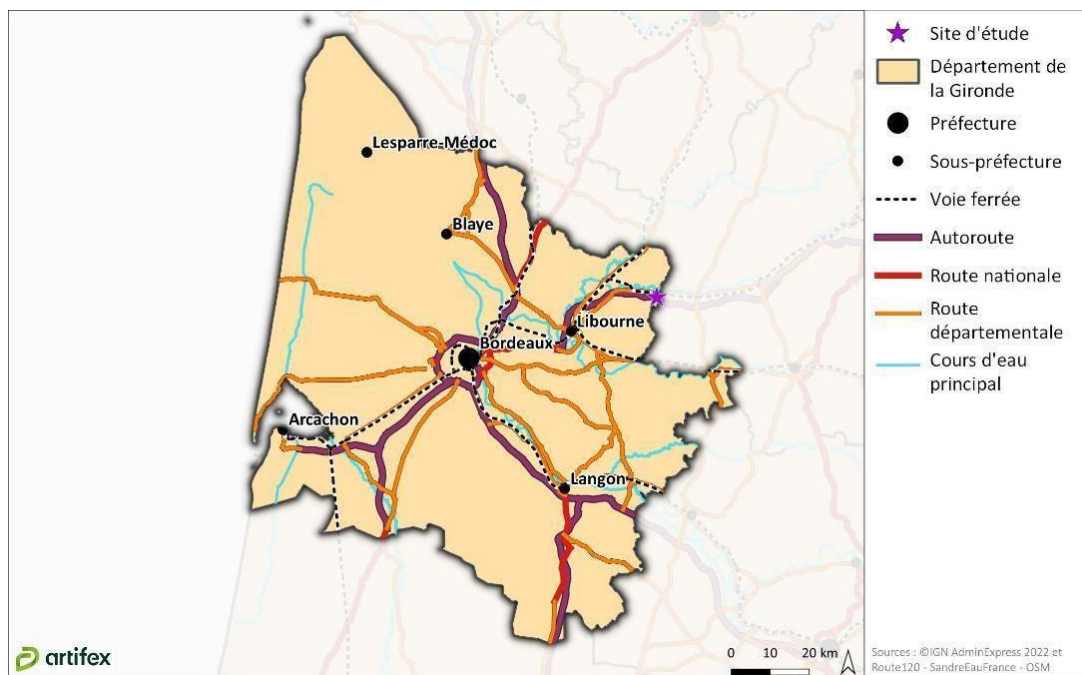 Lesparre-Médoc
Blaye
Libourne
Bordeaux
Arcachon
Langon
artifex
0 10 20 km
Site d'étude
Département de
la Gironde
Préfecture
Sous-préfecture
Voie ferrée
Autoroute
Route nationale
Route
départementale
Cours d'eau
principal
Sources : ©IGN AdminExpress 2022 et
Route120 - SandreEauFrance - OSM